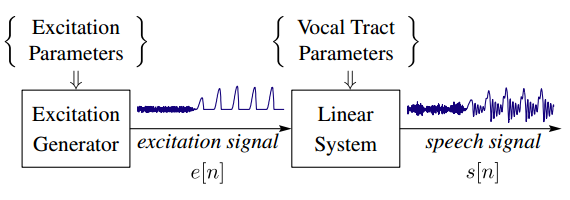 { Excitation Parameters }
{ Vocal Tract Parameters }
Excitation Generator
excitation signal
e[n]
Linear System
speech signal
s[n]